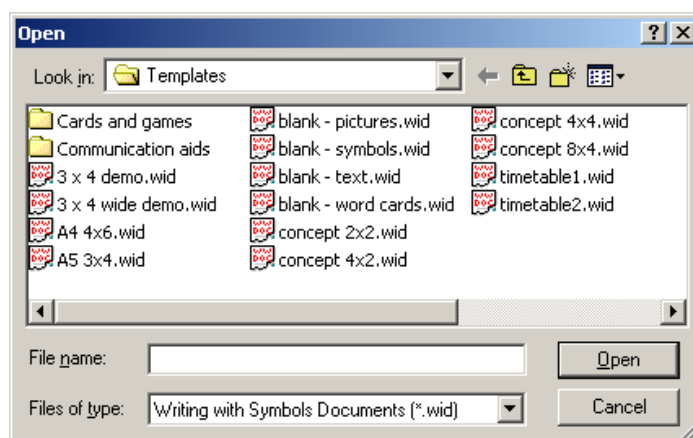 Open
Look in: Templates
Cards and games
Communication aids
3 x 4 demo.wid
3 x 4 wide demo.wid
A4 4x6.wid
A5 3x4.wid
blank - pictures.wid
blank - symbols.wid
blank - text.wid
blank - word cards.wid
concept 2x2.wid
concept 4x2.wid
concept 4x4.wid
concept 8x4.wid
timetable1.wid
timetable2.wid
File name:
Open
Files of type: Writing with Symbols Documents (*.wid)
Cancel